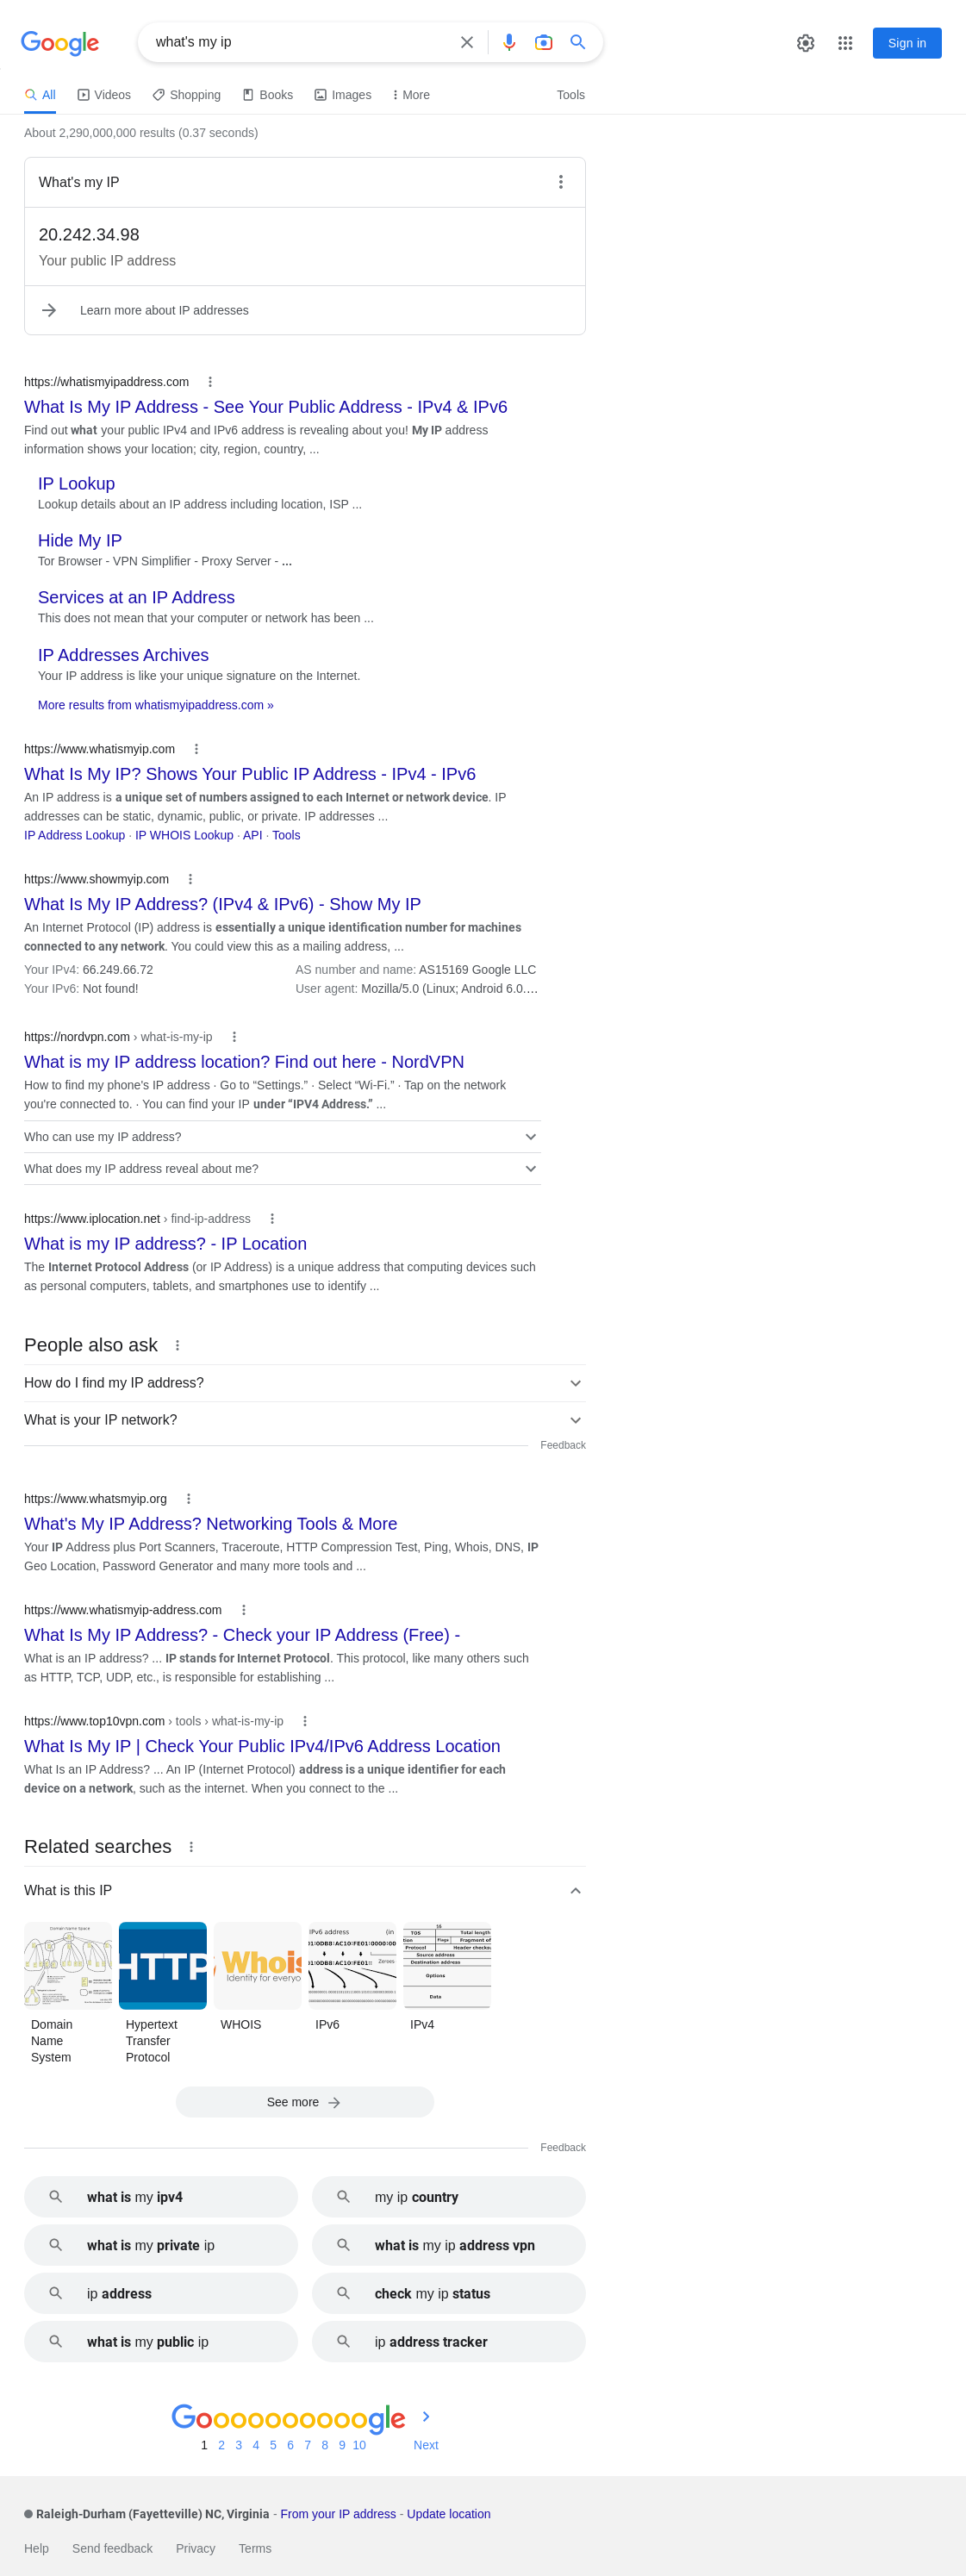 Google
what's my ip
Sign in
All
Videos
Shopping
Books
Images
More
Tools
About 2,290,000,000 results (0.37 seconds)
What's my IP
20.242.34.98
Your public IP address
Learn more about IP addresses
https://whatismyipaddress.com
What Is My IP Address - See Your Public Address - IPv4 & IPv6
Find out what your public IPv4 and IPv6 address is revealing about you! My IP address
information shows your location; city, region, country, ...
IP Lookup
Lookup details about an IP address including location, ISP ...
Hide My IP
Tor Browser - VPN Simplifier - Proxy Server - ...
Services at an IP Address
This does not mean that your computer or network has been ...
IP Addresses Archives
Your IP address is like your unique signature on the Internet.
More results from whatismyipaddress.com »
https://www.whatismyip.com
What Is My IP? Shows Your Public IP Address - IPv4 - IPv6
An IP address is a unique set of numbers assigned to each Internet or network device. IP
addresses can be static, dynamic, public, or private. IP addresses ...
IP Address Lookup · IP WHOIS Lookup · API · Tools
https://www.showmyip.com
What Is My IP Address? (IPv4 & IPv6) - Show My IP
An Internet Protocol (IP) address is essentially a unique identification number for machines
connected to any network. You could view this as a mailing address, ...
Your IPv4: 66.249.66.72
AS number and name: AS15169 Google LLC
Your IPv6: Not found!
User agent: Mozilla/5.0 (Linux; Android 6.0....
https://nordvpn.com › what-is-my-ip
What is my IP address location? Find out here - NordVPN
How to find my phone's IP address · Go to “Settings.” · Select “Wi-Fi.” · Tap on the network
you're connected to. · You can find your IP under “IPV4 Address.” ...
Who can use my IP address?
What does my IP address reveal about me?
https://www.iplocation.net › find-ip-address
What is my IP address? - IP Location
The Internet Protocol Address (or IP Address) is a unique address that computing devices such
as personal computers, tablets, and smartphones use to identify ...
People also ask
How do I find my IP address?
What is your IP network?
Feedback
https://www.whatsmyip.org
What's My IP Address? Networking Tools & More
Your IP Address plus Port Scanners, Traceroute, HTTP Compression Test, Ping, Whois, DNS, IP
Geo Location, Password Generator and many more tools and ...
https://www.whatismyip-address.com
What Is My IP Address? - Check your IP Address (Free) -
What is an IP address? ... IP stands for Internet Protocol. This protocol, like many others such
as HTTP, TCP, UDP, etc., is responsible for establishing ...
https://www.top10vpn.com › tools › what-is-my-ip
What Is My IP | Check Your Public IPv4/IPv6 Address Location
What Is an IP Address? ... An IP (Internet Protocol) address is a unique identifier for each
device on a network, such as the internet. When you connect to the ...
Related searches
What is this IP
Domain Name Space
HTTP
Whois
Identity for everyo
IPv6 address (in
Zeroes
TOS Total length
Flags Fragment of
Protocol Header checksu
Source address
Destination address
Options
Data
Domain
Name
System
Hypertext
Transfer
Protocol
WHOIS
IPv6
IPv4
See more
Feedback
what is my ipv4
my ip country
what is my private ip
what is my ip address vpn
ip address
check my ip status
what is my public ip
ip address tracker
Goooooooooogle
1 2 3 4 5 6 7 8 9 10 Next
Raleigh-Durham (Fayetteville) NC, Virginia - From your IP address - Update location
Help
Send feedback
Privacy
Terms